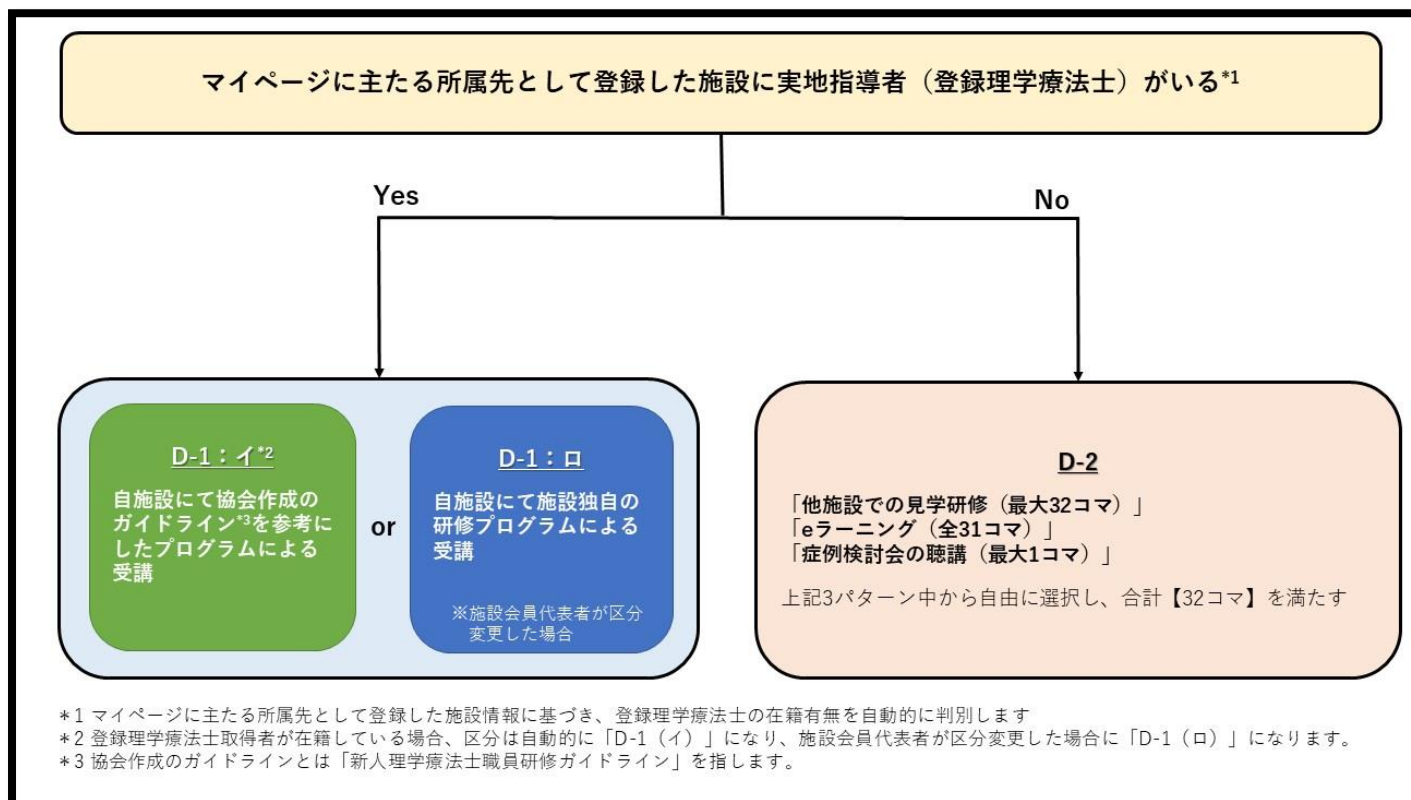 マイページに主たる所属先として登録した施設に実地指導者（登録理学療法士）がいる*1
Yes
No
D-1：イ*2
自施設にて協会作成の
ガイドライン*3を参考に
したプログラムによる
受講
or
D-1：ロ
自施設にて施設独自の
研修プログラムによる
受講
※施設会員代表者が区分
変更した場合
D-2
「他施設での見学研修（最大32コマ）」
「eラーニング（全31コマ）」
「症例検討会の聴講（最大1コマ）」
上記3パターン中から自由に選択し、合計【32コマ】を満たす
*1 マイページに主たる所属先として登録した施設情報に基づき、登録理学療法士の在籍有無を自動的に判別します
*2 登録理学療法士取得者が在籍している場合、区分は自動的に「D-1（イ）」になり、施設会員代表者が区分変更した場合に「D-1（ロ）」になります。
*3 協会作成のガイドラインとは「新人理学療法士職員研修ガイドライン」を指します。